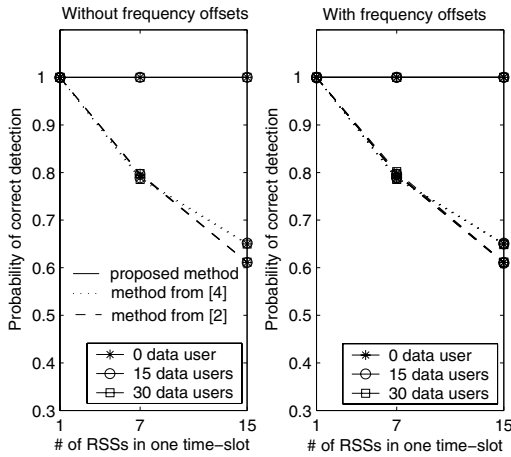 Without frequency offsets
Probability of correct detection
1
0.9
0.8
0.7
0.6
0.5
0.4
0.3
proposed method
method from [4]
method from [2]
0 data user
15 data users
30 data users
1
7
15
# of RSSs in one time-slot
With frequency offsets
Probability of correct detection
1
0.9
0.8
0.7
0.6
0.5
0.4
0.3
0 data user
15 data users
30 data users
1
7
15
# of RSSs in one time-slot